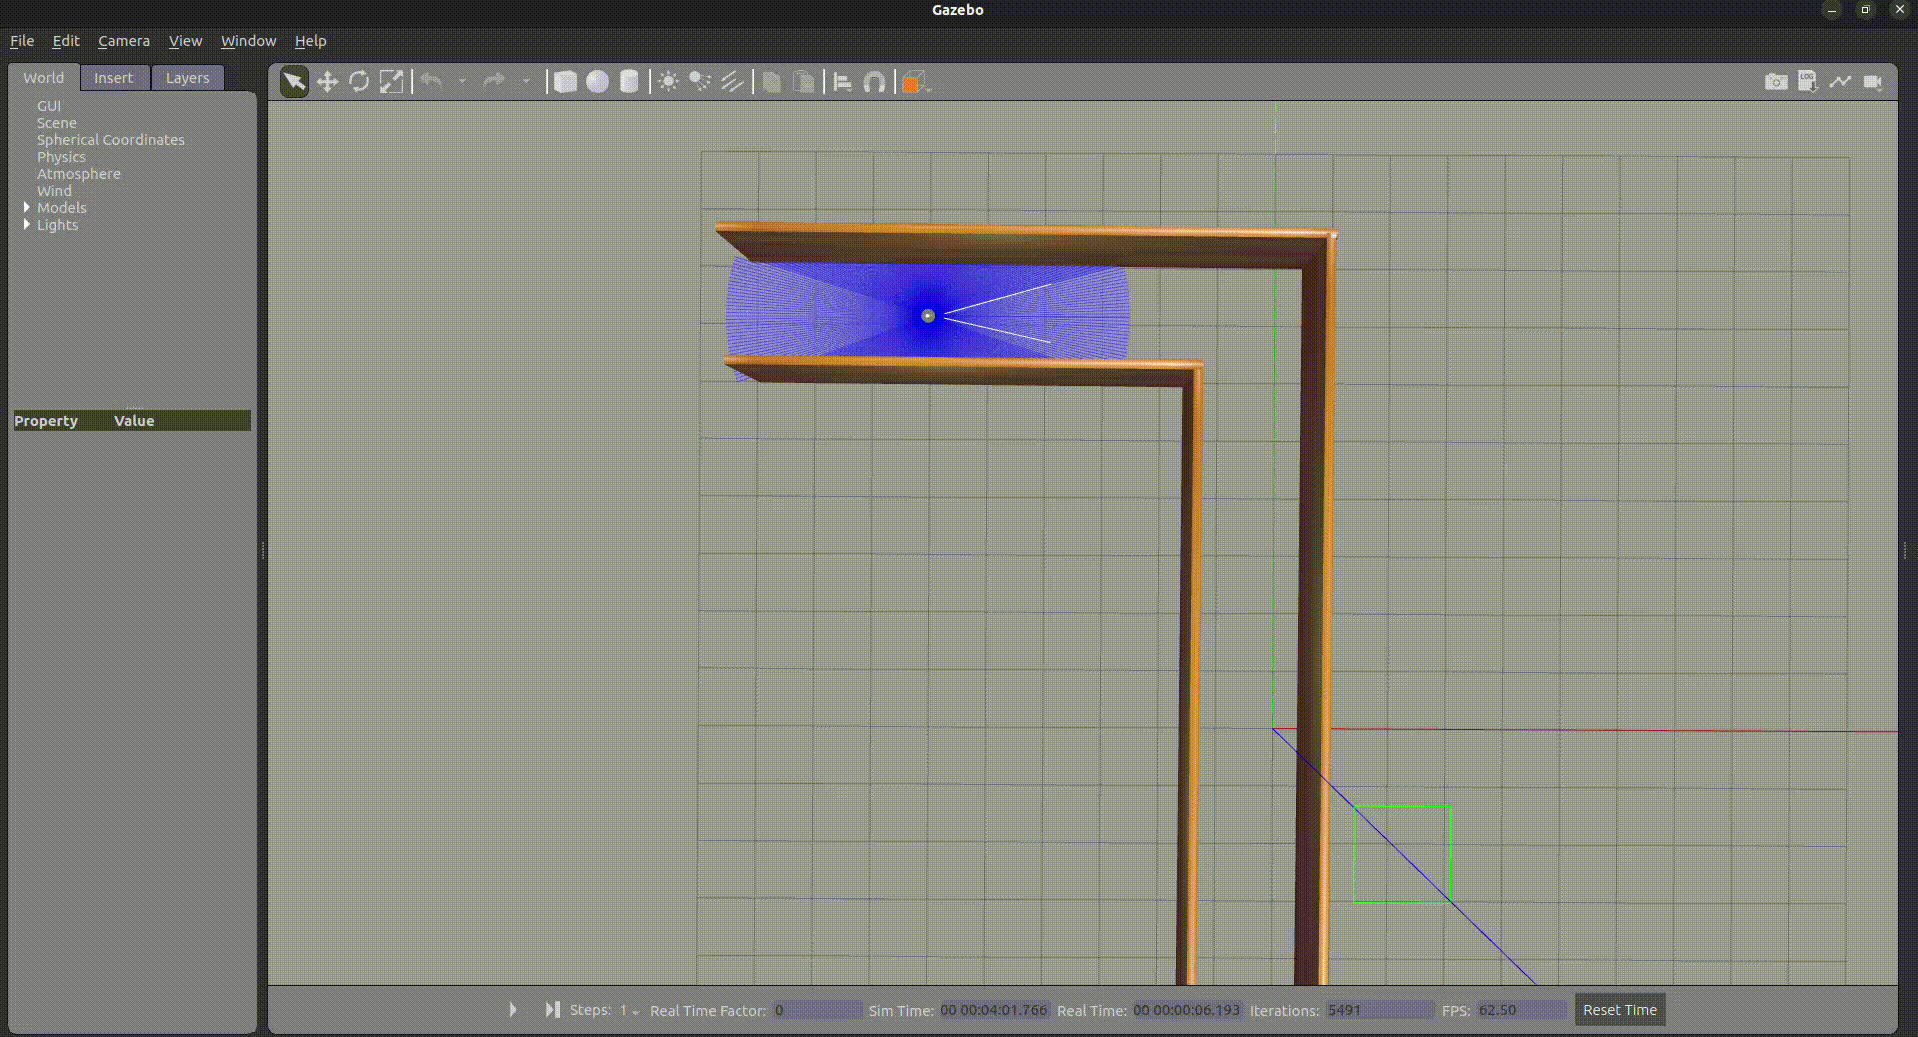 Gazebo
File Edit Camera View Window Help
World Insert Layers
LOG
GUI
Scene
Spherical Coordinates
Physics
Atmosphere
Wind
Models
Lights
Property Value
Steps: 1 Real Time Factor: 0 Sim Time: 00 00:04:01.766 Real Time: 00 00:00:06.193 Iterations: 5491 FPS: 62.50 Reset Time